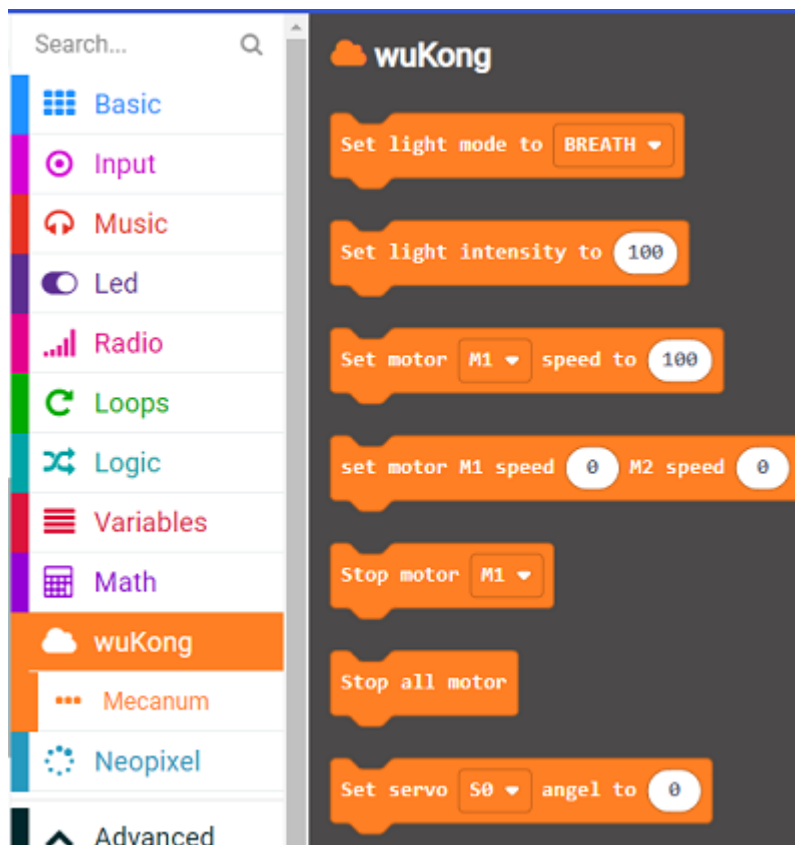 Search...
Basic
Input
Music
Led
Radio
Loops
Logic
Variables
Math
wuKong
Mecanum
Neopixel
Advanced
wuKong
Set light mode to BREATH
Set light intensity to 100
Set motor M1 speed to 100
set motor M1 speed 0 M2 speed 0
Stop motor M1
Stop all motor
Set servo S0 angel to 0